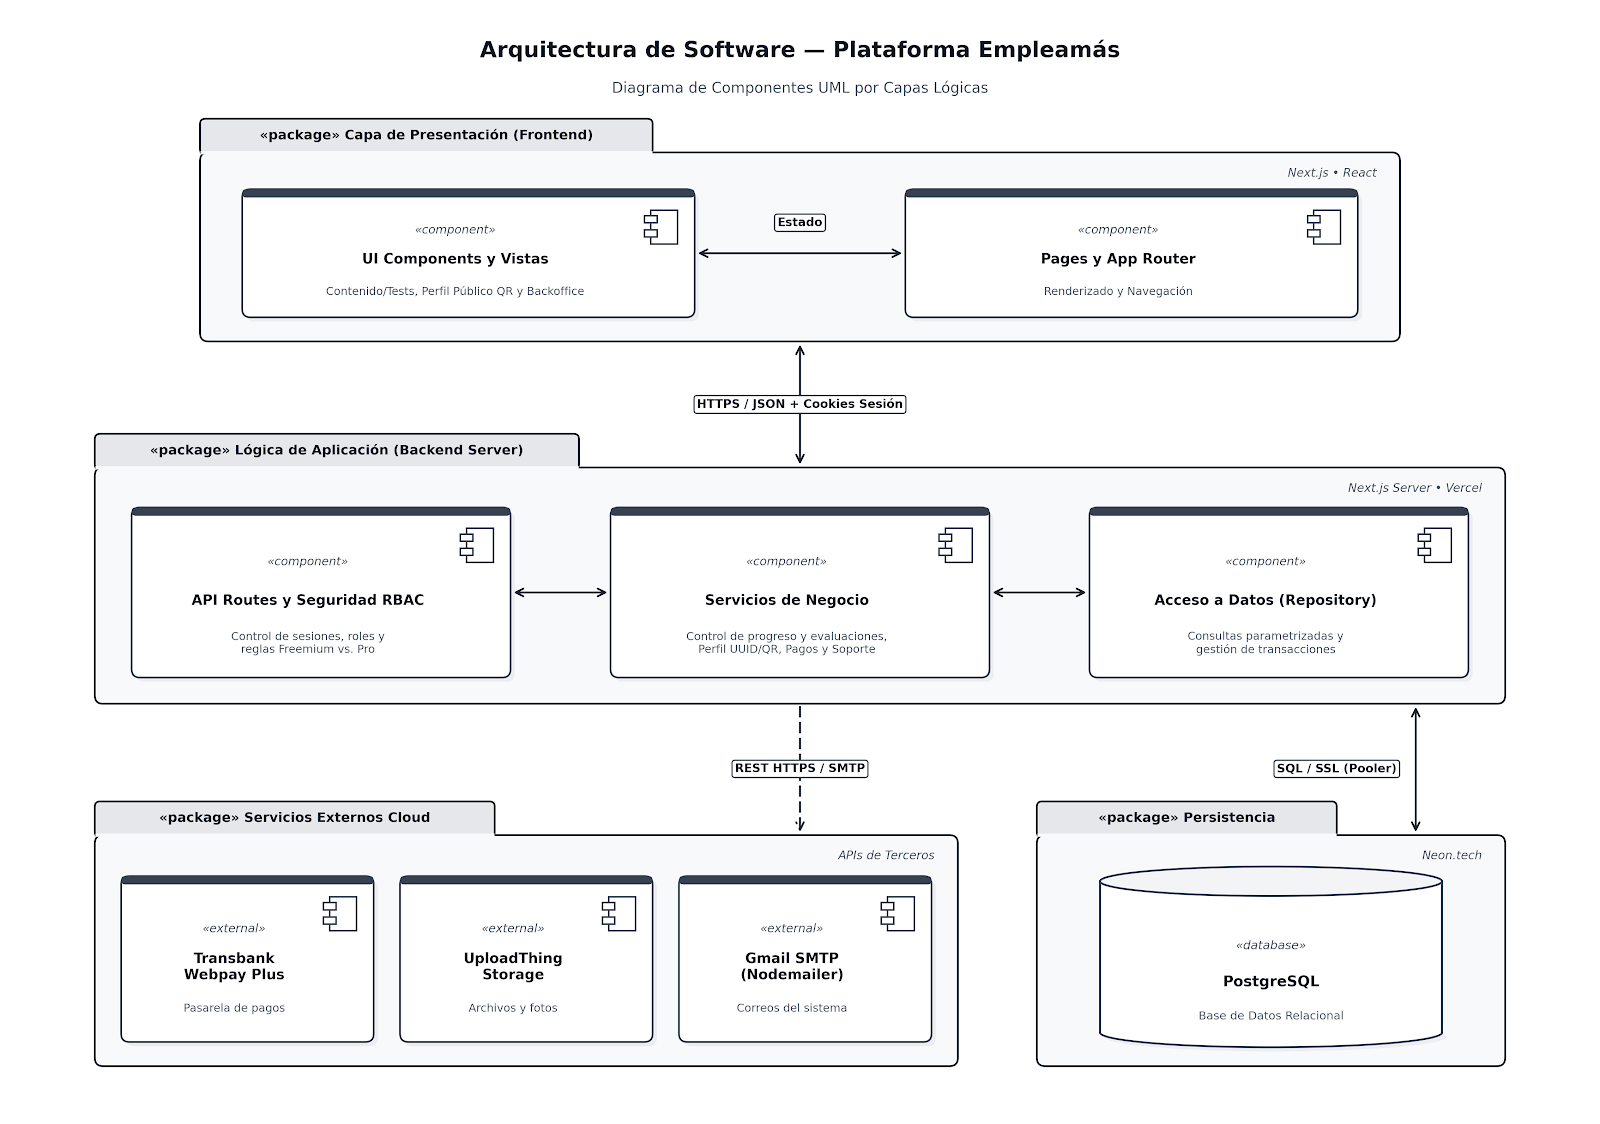 Arquitectura de Software — Plataforma Empleamás
Diagrama de Componentes UML por Capas Lógicas
«package» Capa de Presentación (Frontend)
Next.js • React
«component»
UI Components y Vistas
Contenido/Tests, Perfil Público QR y Backoffice
Estado
«component»
Pages y App Router
Renderizado y Navegación
HTTPS / JSON + Cookies Sesión
«package» Lógica de Aplicación (Backend Server)
Next.js Server • Vercel
«component»
API Routes y Seguridad RBAC
Control de sesiones, roles y
reglas Freemium vs. Pro
«component»
Servicios de Negocio
Control de progreso y evaluaciones,
Perfil UUID/QR, Pagos y Soporte
«component»
Acceso a Datos (Repository)
Consultas parametrizadas y
gestión de transacciones
REST HTTPS / SMTP
SQL / SSL (Pooler)
«package» Servicios Externos Cloud
APIs de Terceros
«external»
Transbank
Webpay Plus
Pasarela de pagos
«external»
UploadThing
Storage
Archivos y fotos
«external»
Gmail SMTP
(Nodemailer)
Correos del sistema
«package» Persistencia
Neon.tech
«database»
PostgreSQL
Base de Datos Relacional